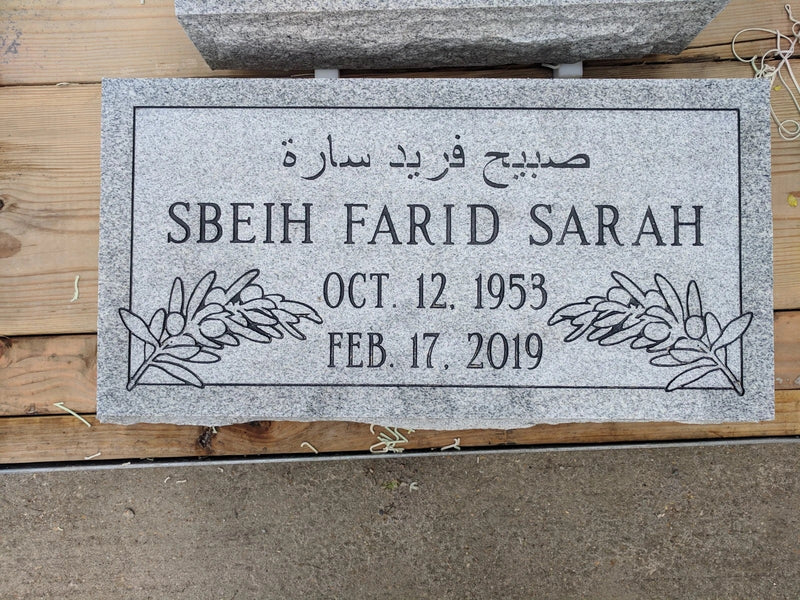 صبيح فريد سارة
SBEIH FARID SARAH
OCT. 12, 1953
FEB. 17, 2019